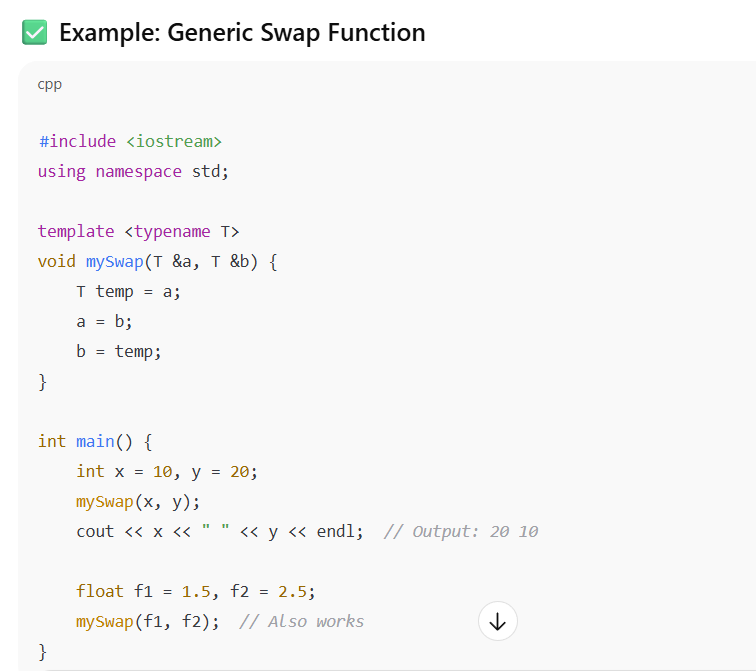 ✅ Example: Generic Swap Function
cpp
#include <iostream>
using namespace std;
template <typename T>
void mySwap(T &a, T &b) {
    T temp = a;
    a = b;
    b = temp;
}
int main() {
    int x = 10, y = 20;
    mySwap(x, y);
    cout << x << " " << y << endl;  // Output: 20 10
    float f1 = 1.5, f2 = 2.5;
    mySwap(f1, f2);  // Also works
}